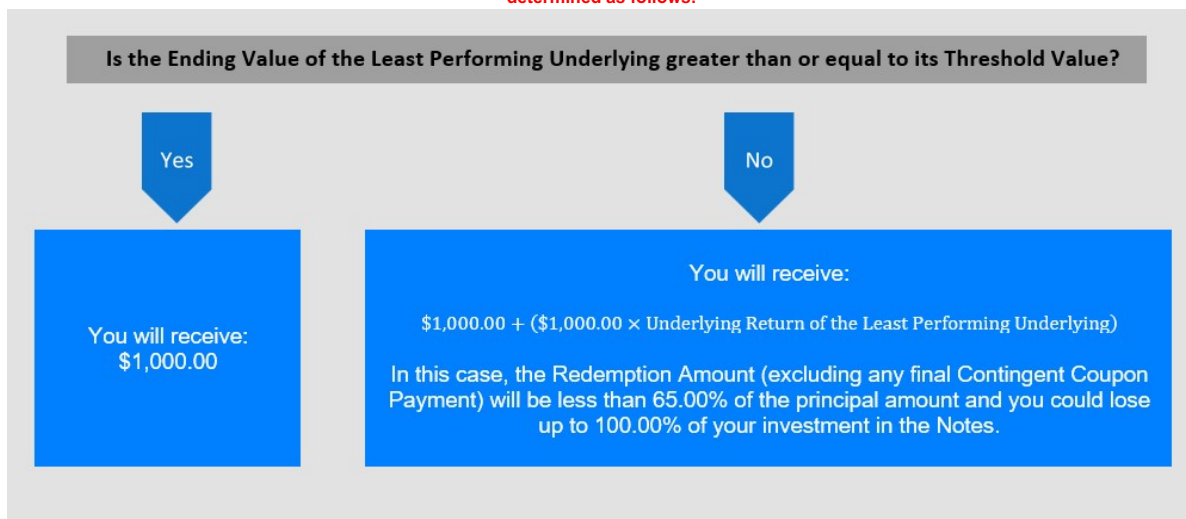 determined as follows:
Is the Ending Value of the Least Performing Underlying greater than or equal to its Threshold Value?
Yes
No
You will receive:
$1,000.00
You will receive:
$1,000.00 + ($1,000.00 × Underlying Return of the Least Performing Underlying)
In this case, the Redemption Amount (excluding any final Contingent Coupon
Payment) will be less than 65.00% of the principal amount and you could lose
up to 100.00% of your investment in the Notes.